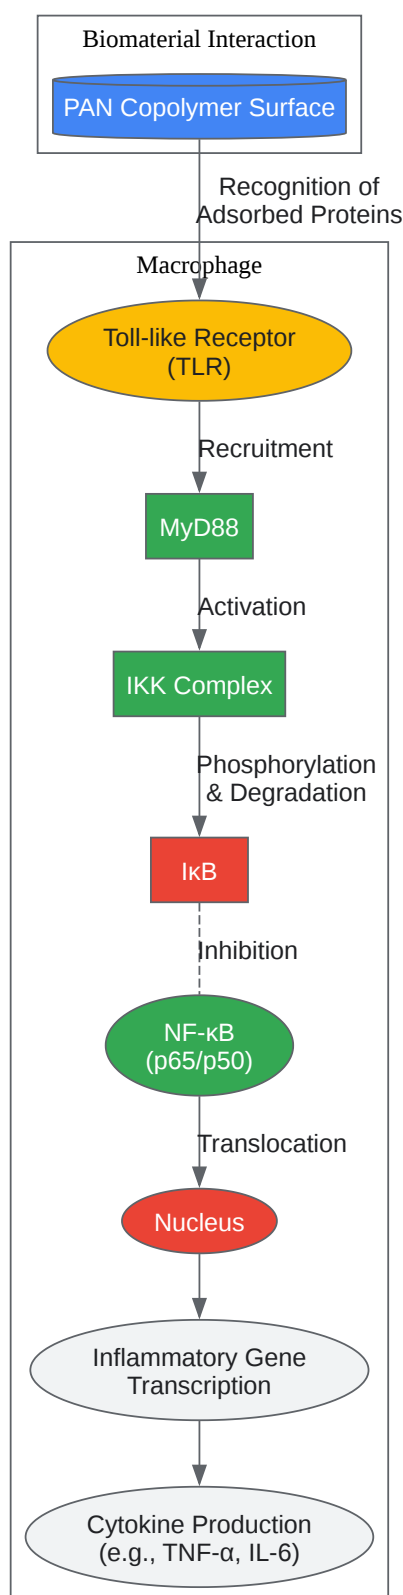 Biomaterial Interaction
PAN Copolymer Surface
Recognition of
Adsorbed Proteins
Macrophage
Toll-like Receptor
(TLR)
Recruitment
MyD88
Activation
IKK Complex
Phosphorylation
& Degradation
IκB
Inhibition
NF-κB
(p65/p50)
Translocation
Nucleus
Inflammatory Gene
Transcription
Cytokine Production
(e.g., TNF-α, IL-6)